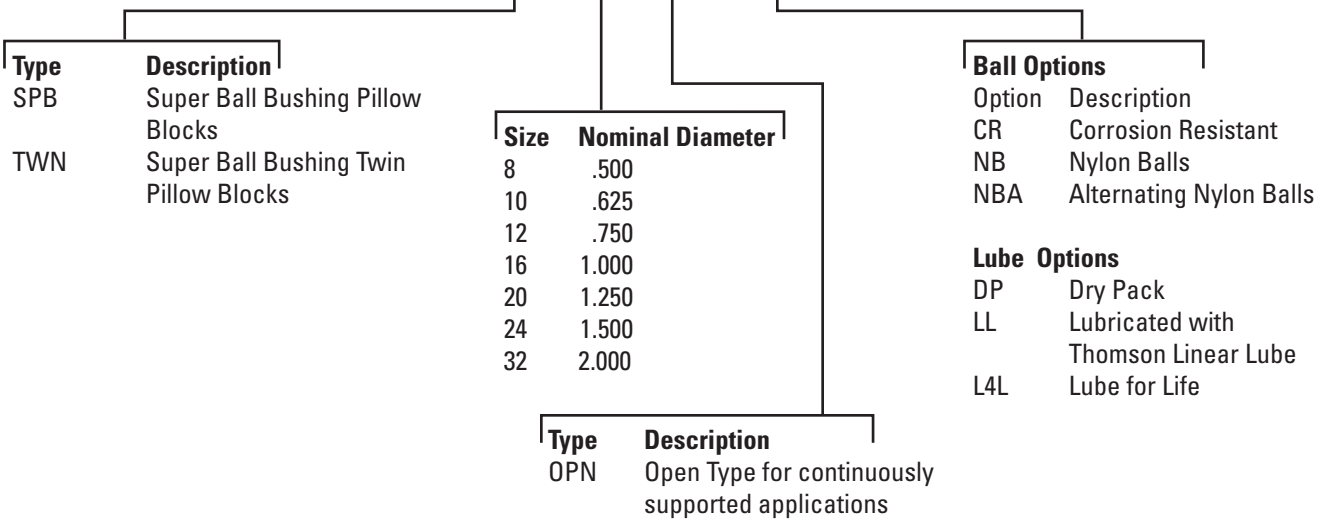 Type Description
SPB Super Ball Bushing Pillow
Blocks
TWN Super Ball Bushing Twin
Pillow Blocks
Size Nominal Diameter
8 .500
10 .625
12 .750
16 1.000
20 1.250
24 1.500
32 2.000
Type Description
OPN Open Type for continuously
supported applications
Ball Options
Option Description
CR Corrosion Resistant
NB Nylon Balls
NBA Alternating Nylon Balls
Lube Options
DP Dry Pack
LL Lubricated with
Thomson Linear Lube
L4L Lube for Life